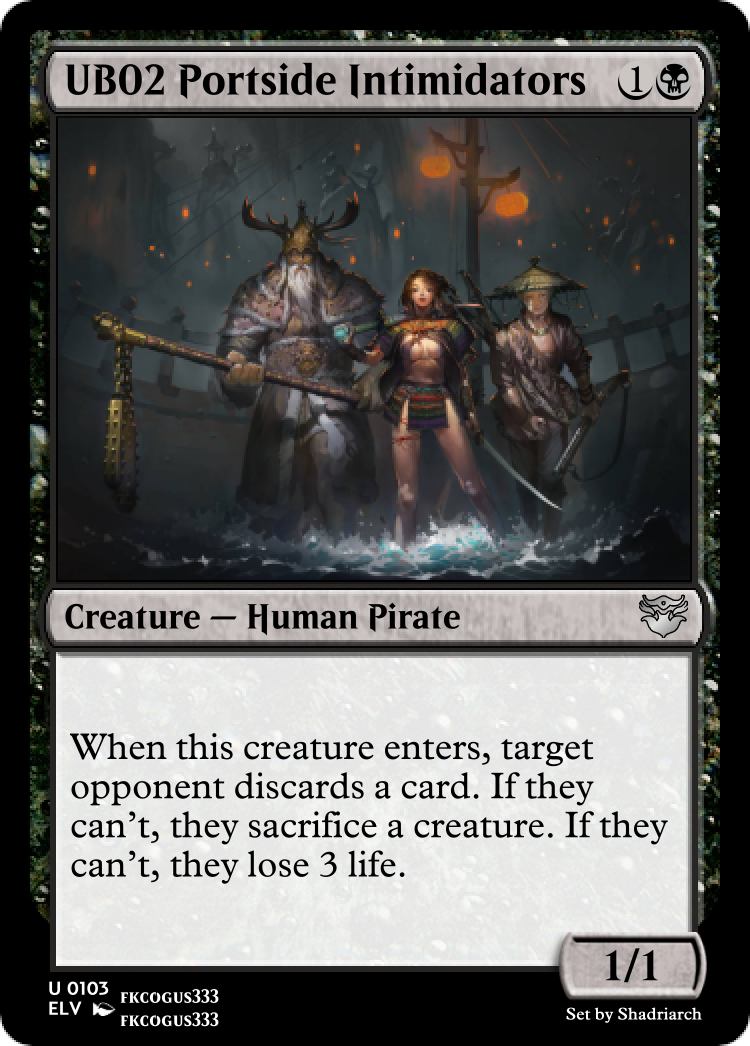 UB02 Portside Intimidators 1
Creature — Human Pirate
When this creature enters, target
opponent discards a card. If they
can't, they sacrifice a creature. If they
can't, they lose 3 life.
1/1
U 0103
ELV FKCOGUS333
FKCOGUS333
Set by Shadriarch